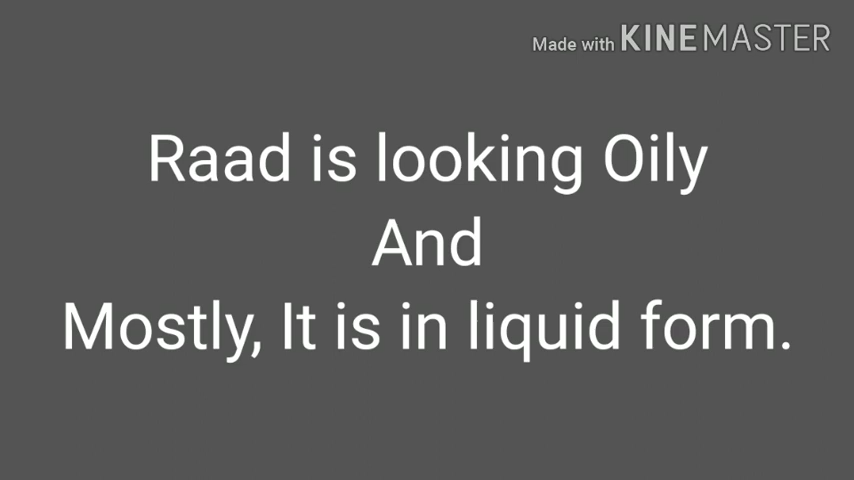 Made with KINEMASTER
Raad is looking Oily
And
Mostly, It is in liquid form.